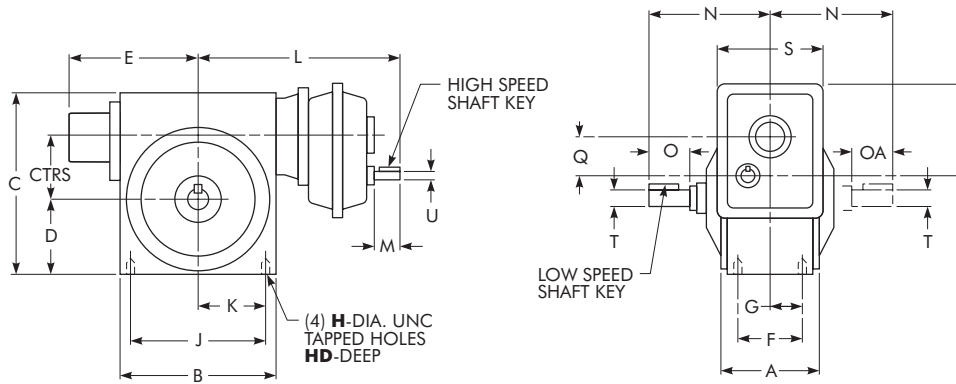 E
L
HIGH SPEED
SHAFT KEY
C
CTRS
D
U
M
K
J
B
(4) H-DIA. UNC
TAPPED HOLES
HD-DEEP
N
N
S
Q
O
OA
T
T
LOW SPEED
SHAFT KEY
G
F
A